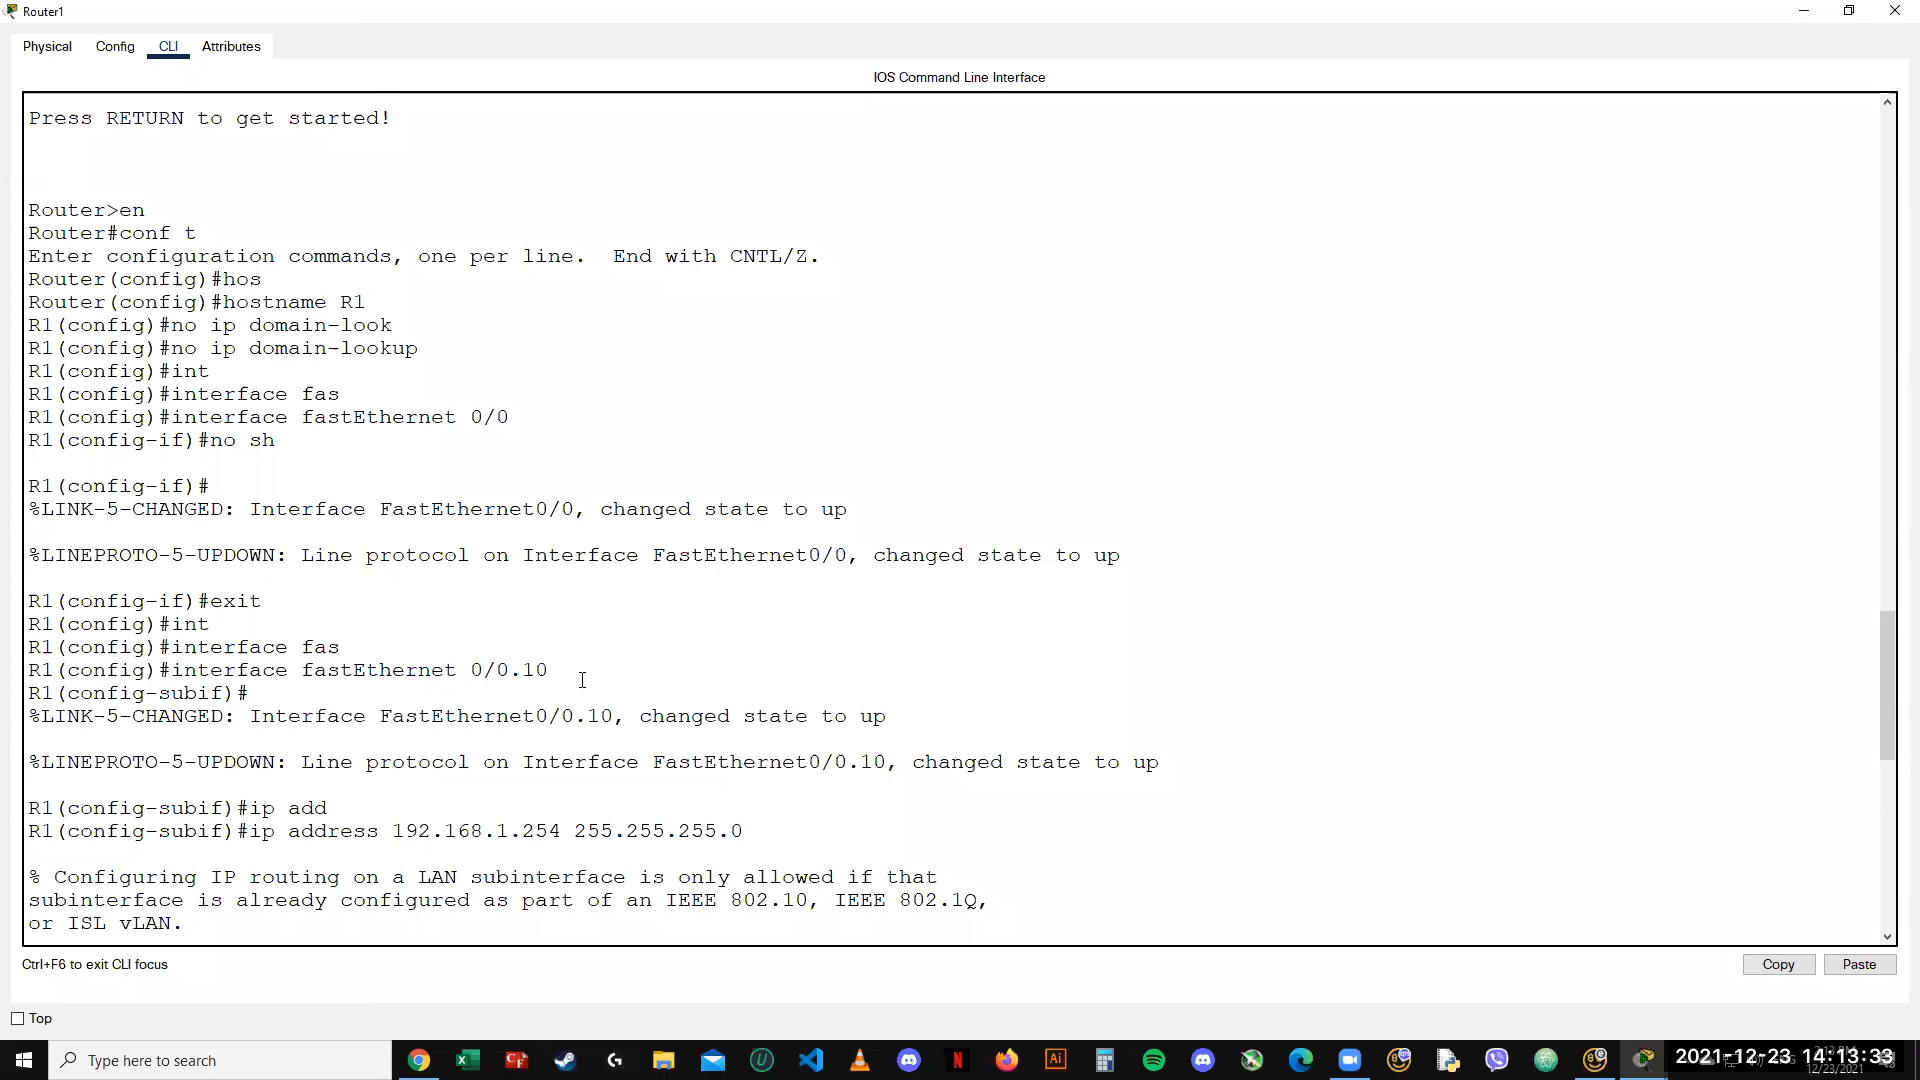 Router1
Physical Config CLI Attributes
IOS Command Line Interface
Press RETURN to get started!
Router>en
Router#conf t
Enter configuration commands, one per line.  End with CNTL/Z.
Router(config)#hos
Router(config)#hostname R1
R1(config)#no ip domain-look
R1(config)#no ip domain-lookup
R1(config)#int
R1(config)#interface fas
R1(config)#interface fastEthernet 0/0
R1(config-if)#no sh
R1(config-if)#
%LINK-5-CHANGED: Interface FastEthernet0/0, changed state to up
%LINEPROTO-5-UPDOWN: Line protocol on Interface FastEthernet0/0, changed state to up
R1(config-if)#exit
R1(config)#int
R1(config)#interface fas
R1(config)#interface fastEthernet 0/0.10
R1(config-subif)#
%LINK-5-CHANGED: Interface FastEthernet0/0.10, changed state to up
%LINEPROTO-5-UPDOWN: Line protocol on Interface FastEthernet0/0.10, changed state to up
R1(config-subif)#ip add
R1(config-subif)#ip address 192.168.1.254 255.255.255.0
% Configuring IP routing on a LAN subinterface is only allowed if that
subinterface is already configured as part of an IEEE 802.10, IEEE 802.1Q,
or ISL vLAN.
Ctrl+F6 to exit CLI focus
Copy Paste
Top
Type here to search
2021-12-23 14:13:33
12/23/2021